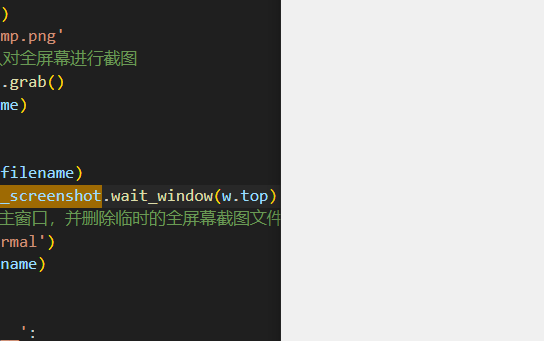 )
mp.png'
对全屏幕进行截图
.grab()
me)
filename)
_screenshot.wait_window(w.top)
主窗口，并删除临时的全屏幕截图文件
rmal')
name)
__':